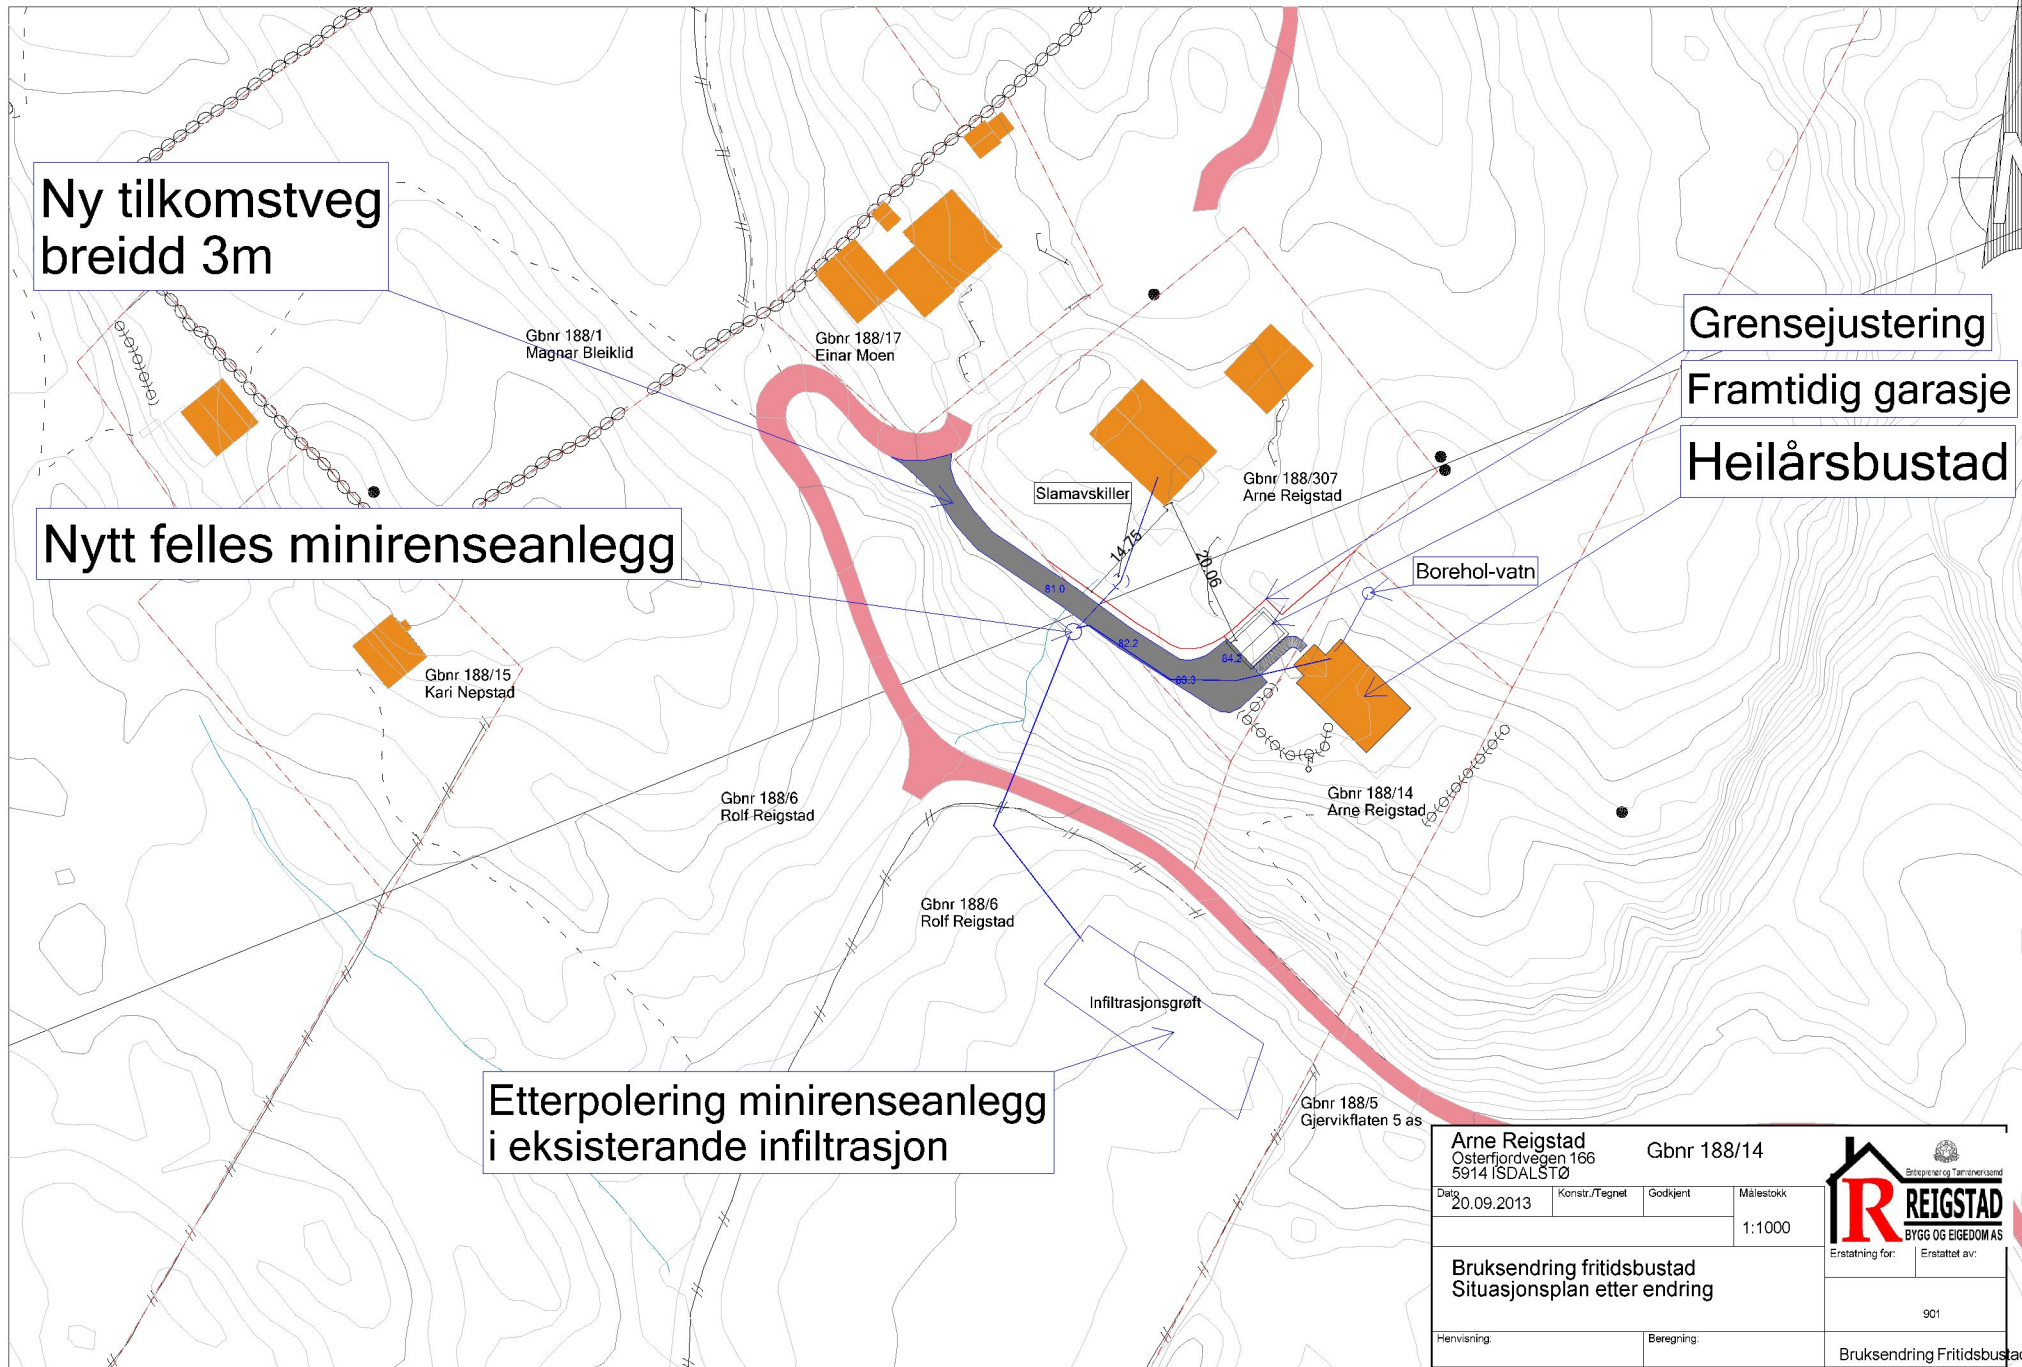 Ny tilkomstveg
breidd 3m
Gbnr 188/1
Magnar Bleiklid
Gbnr 188/17
Einar Moen
Grensejustering
Framtidig garasje
Heilårsbustad
Slamavskiller
Gbnr 188/307
Arne Reigstad
Nytt felles minirenseanlegg
14.75
20.06
Borehol-vatn
81.0
82.2
84.2
83.3
Gbnr 188/15
Kari Nepstad
Gbnr 188/6
Rolf Reigstad
Gbnr 188/14
Arne Reigstad
Gbnr 188/6
Rolf Reigstad
Infiltrasjonsgrøft
Etterpolering minirenseanlegg
i eksisterande infiltrasjon
Gbnr 188/5
Gjervikflaten 5 as
Arne Reigstad
Osterfjordvegen 166
5914 ISDALSTØ
Gbnr 188/14
Dato
20.09.2013
Konstr./Tegnet
Godkjent
Målestokk
1:1000
Entreprenør og Tømrarverksemd
R REIGSTAD
BYGG OG EIGEDOM AS
Erstatning for:
Erstattet av:
Bruksendring fritidsbustad
Situasjonsplan etter endring
901
Henvisning:
Beregning:
Bruksendring Fritidsbustad